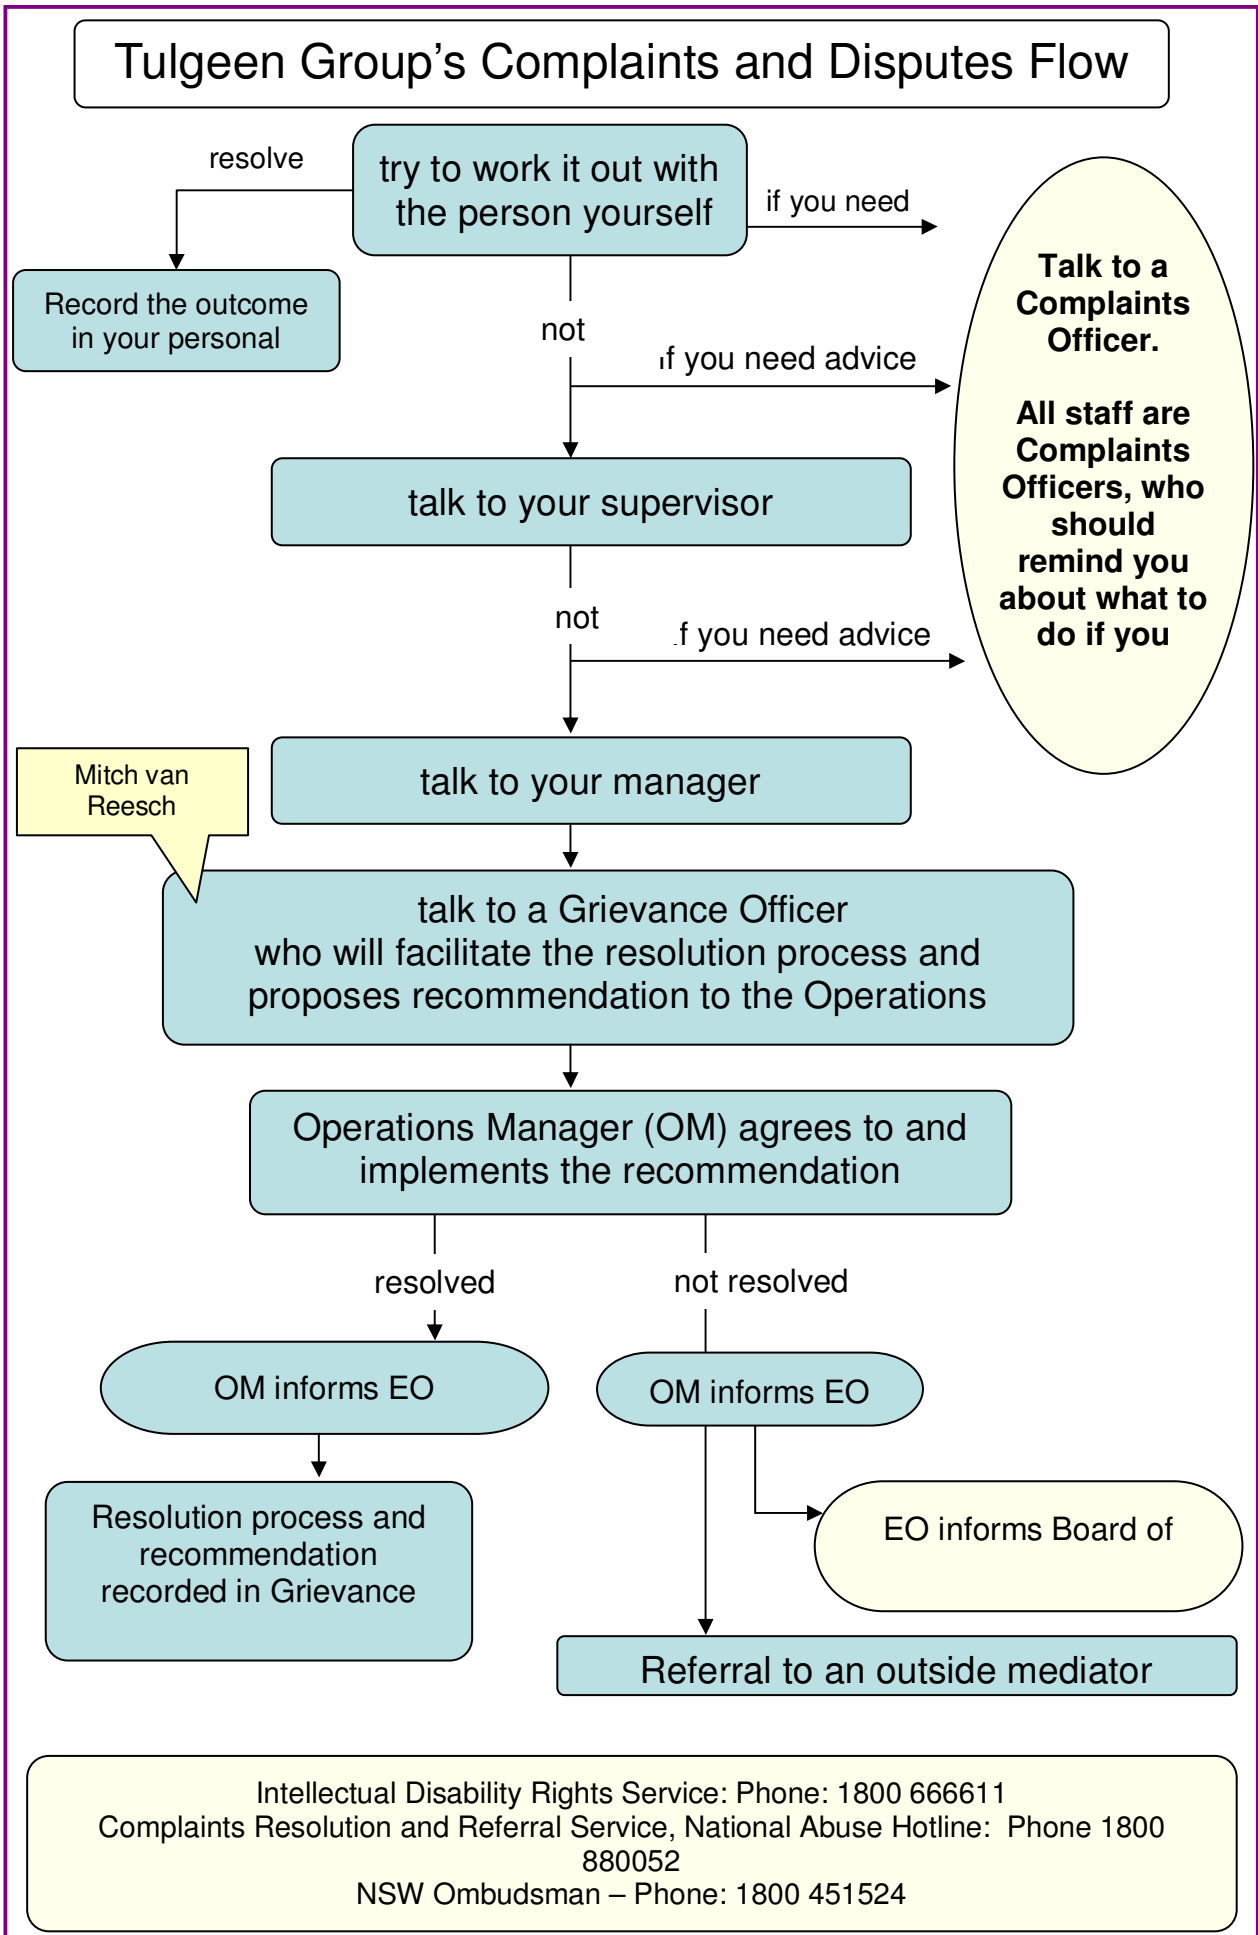 Tulgeen Group's Complaints and Disputes Flow
resolve
try to work it out with
the person yourself
if you need
Record the outcome
in your personal
not
if you need advice
Talk to a
Complaints
Officer.
All staff are
Complaints
Officers, who
should
remind you
about what to
do if you
talk to your supervisor
not
if you need advice
talk to your manager
Mitch van
Reesch
talk to a Grievance Officer
who will facilitate the resolution process and
proposes recommendation to the Operations
Operations Manager (OM) agrees to and
implements the recommendation
resolved
not resolved
OM informs EO
OM informs EO
Resolution process and
recommendation
recorded in Grievance
EO informs Board of
Referral to an outside mediator
Intellectual Disability Rights Service: Phone: 1800 666611
Complaints Resolution and Referral Service, National Abuse Hotline: Phone 1800
880052
NSW Ombudsman – Phone: 1800 451524